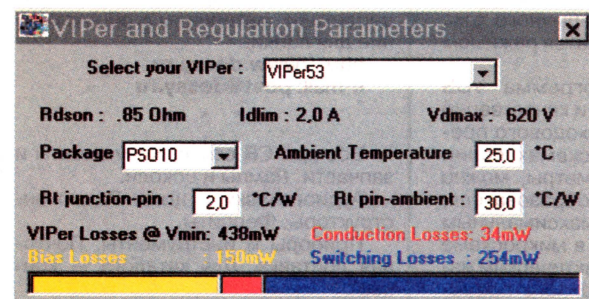 VIPer and Regulation Parameters
Select your VIPer : VIPer53
Rdson : .85 Ohm Idlim : 2,0 A Vdmax : 620 V
Package PSO10 Ambient Temperature 25,0 °C
Rt junction-pin : 2,0 °C/W Rt pin-ambient : 30,0 °C/W
VIPer Losses @ Vmin: 438mW Conduction Losses: 34mW
Bias Losses : 150mW Switching Losses : 254mW